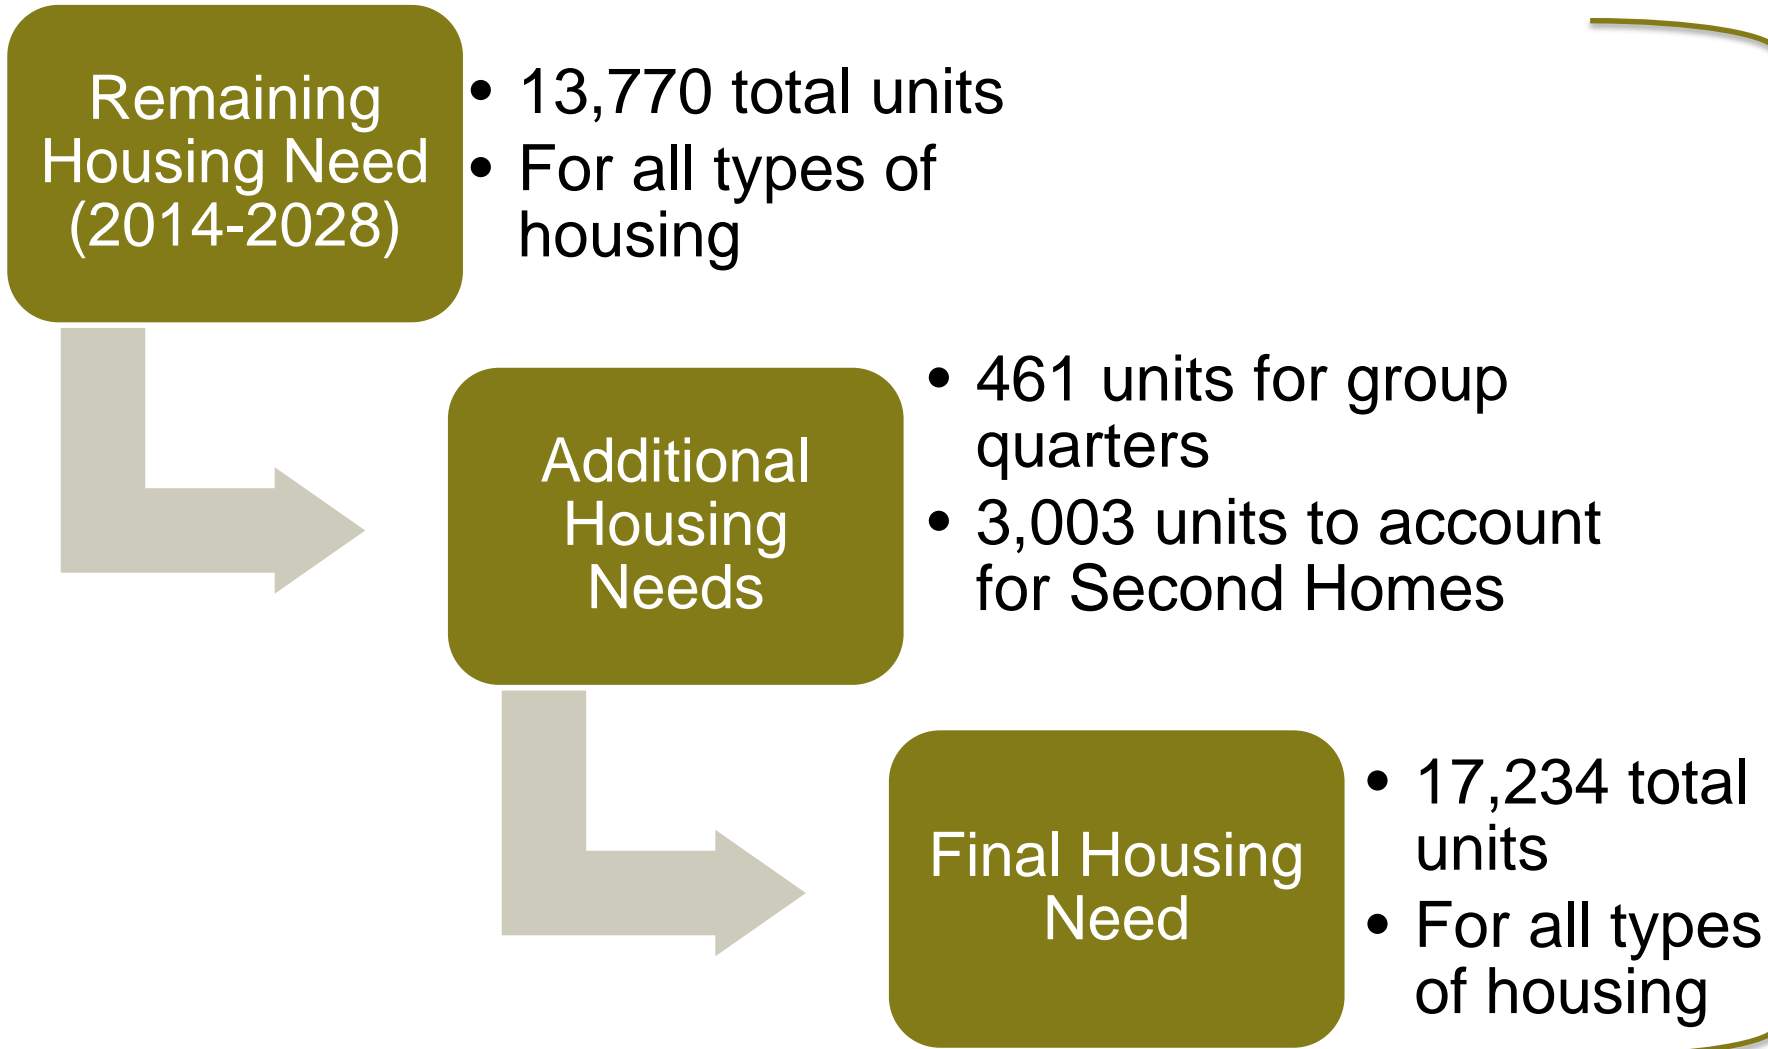 Remaining
Housing Need
(2014-2028)
• 13,770 total units
• For all types of
housing
Additional
Housing
Needs
• 461 units for group
quarters
• 3,003 units to account
for Second Homes
Final Housing
Need
• 17,234 total
units
• For all types
of housing